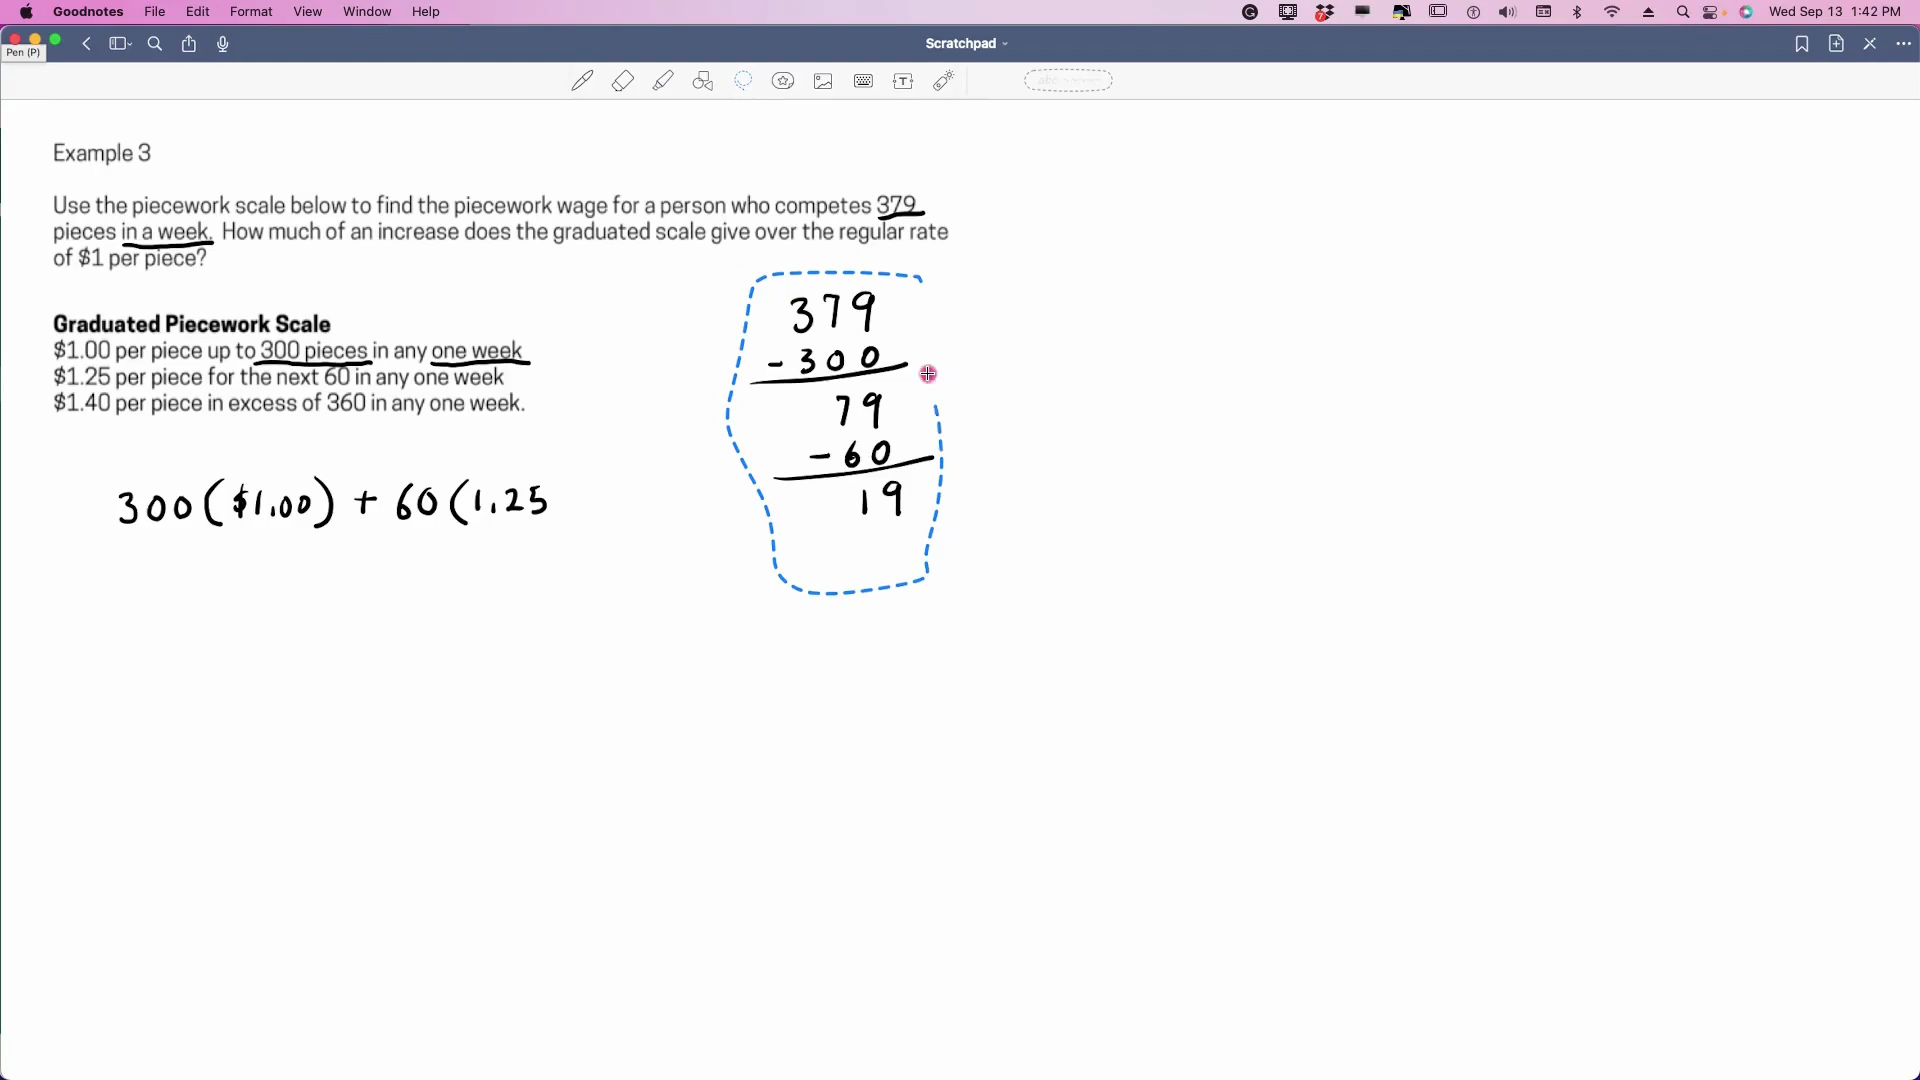 Goodnotes File Edit Format View Window Help Wed Sep 13 1:42 PM
Pen (P)
Scratchpad
Example 3
Use the piecework scale below to find the piecework wage for a person who competes 379
pieces in a week. How much of an increase does the graduated scale give over the regular rate
of $1 per piece?
Graduated Piecework Scale
$1.00 per piece up to 300 pieces in any one week
$1.25 per piece for the next 60 in any one week
$1.40 per piece in excess of 360 in any one week.
300($1.00) + 60(1.25
379
- 300
79
- 60
19